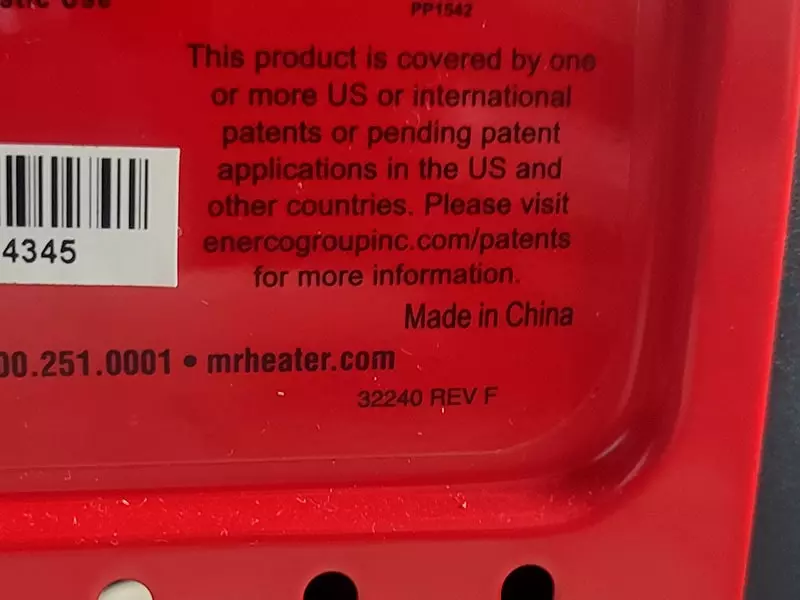 Use
PP1542
This product is covered by one
or more US or international
patents or pending patent
applications in the US and
other countries. Please visit
enercogroupinc.com/patents
for more information.
4345
Made in China
00.251.0001 • mrheater.com
32240 REV F